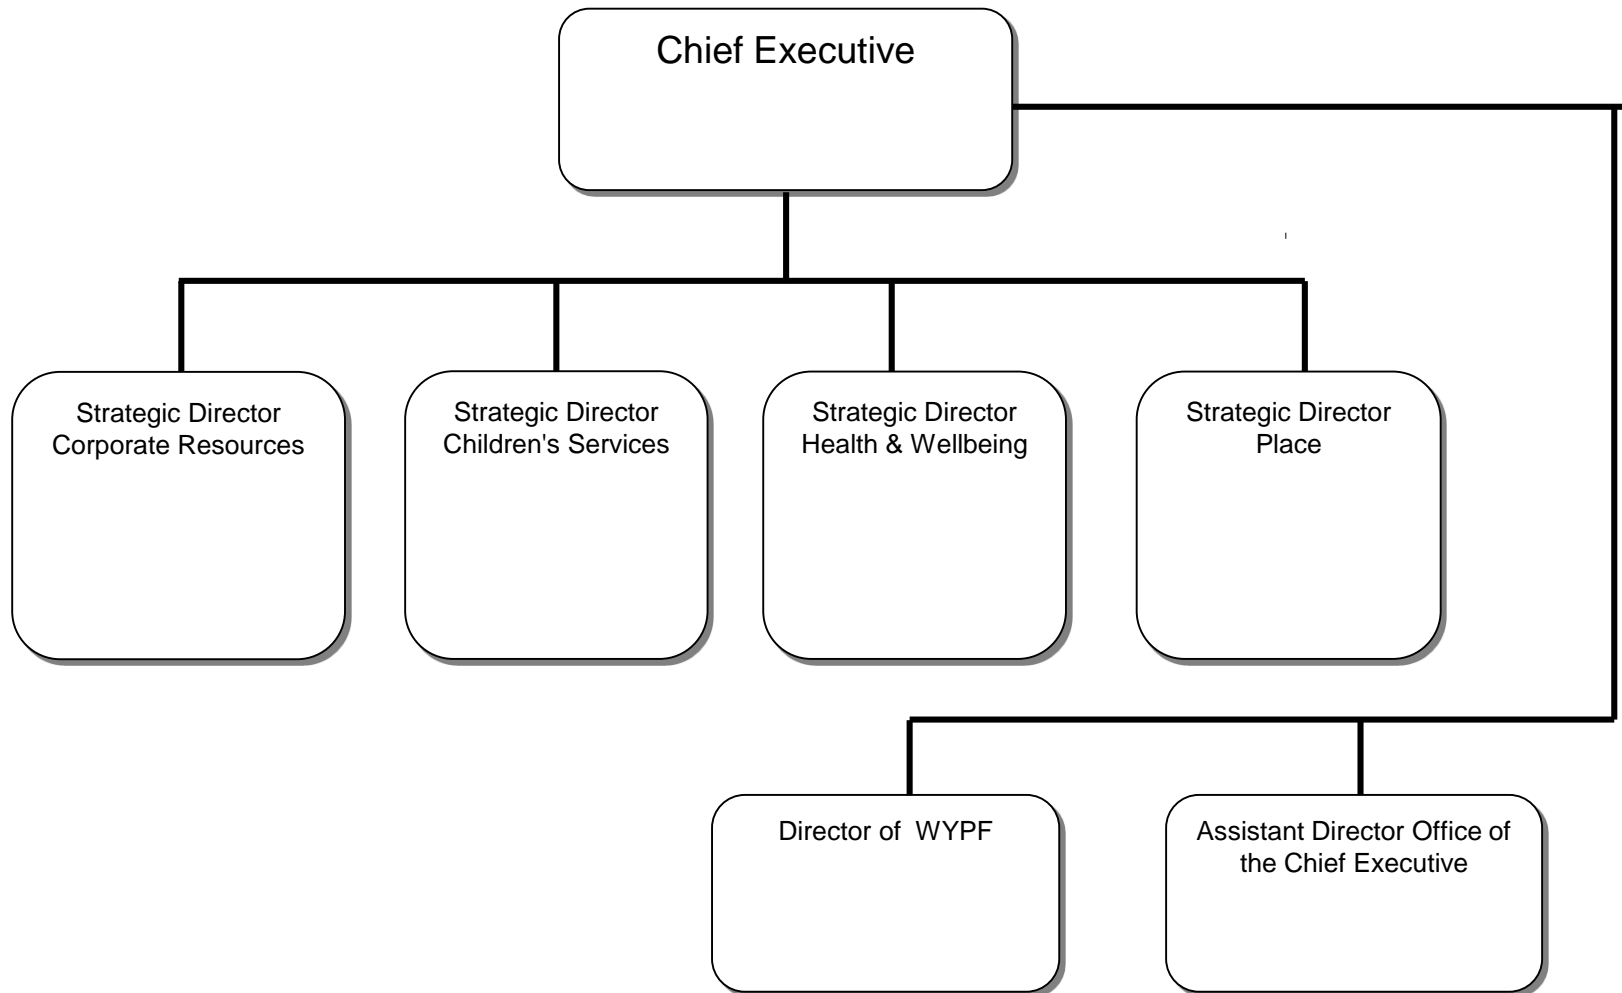 Chief Executive
Strategic Director
Corporate Resources
Strategic Director
Children's Services
Strategic Director
Health & Wellbeing
Strategic Director
Place
Director of  WYPF
Assistant Director Office of
the Chief Executive